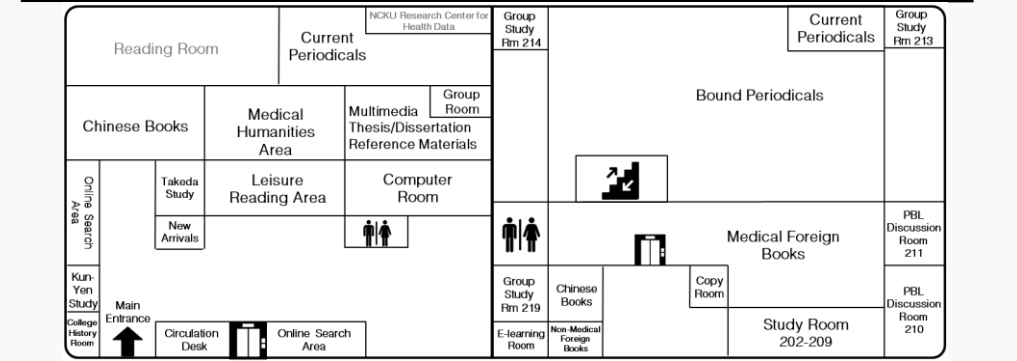 Reading Room
Current
Periodicals
NCKU Research Center for
Health Data
Group
Study
Rm 214
Current
Periodicals
Group
Study
Rm 213
Chinese Books
Medical
Humanities
Area
Group
Room
Multimedia
Thesis/Dissertation
Reference Materials
Bound Periodicals
Online Search
Area
Takeda
Study
Leisure
Reading Area
Computer
Room
New
Arrivals
Medical Foreign
Books
PBL
Discussion
Room
211
Kun-
Yen
Study
College
History
Room
Main
Entrance
Circulation
Desk
Online Search
Area
Group
Study
Rm 219
Chinese
Books
Copy
Room
PBL
Discussion
Room
210
E-learning
Room
Non-Medical
Foreign
Books
Study Room
202-209